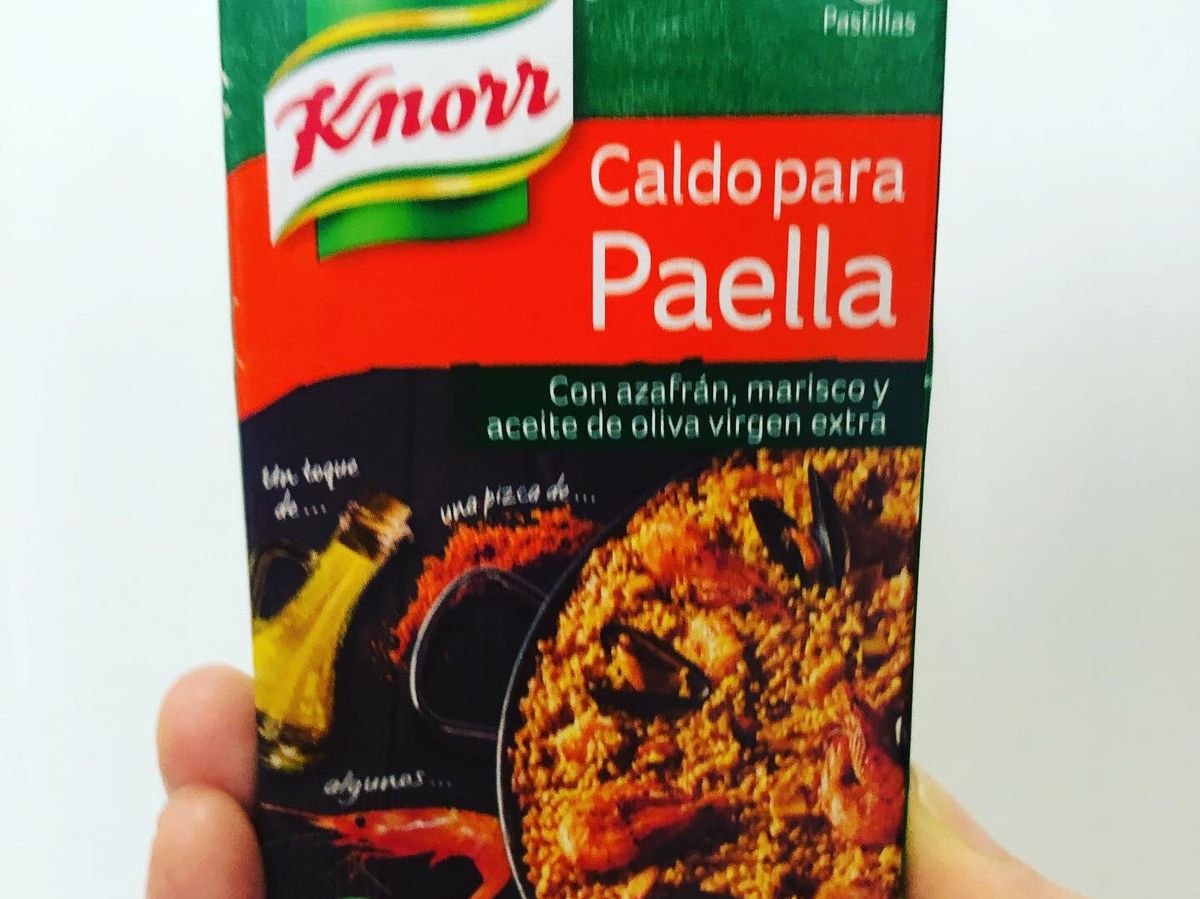 Pastillas
Knorr
Caldo para
Paella
Con azafrán, marisco y
aceite de oliva virgen extra
Un toque
de...
una pizca de...
algunos...